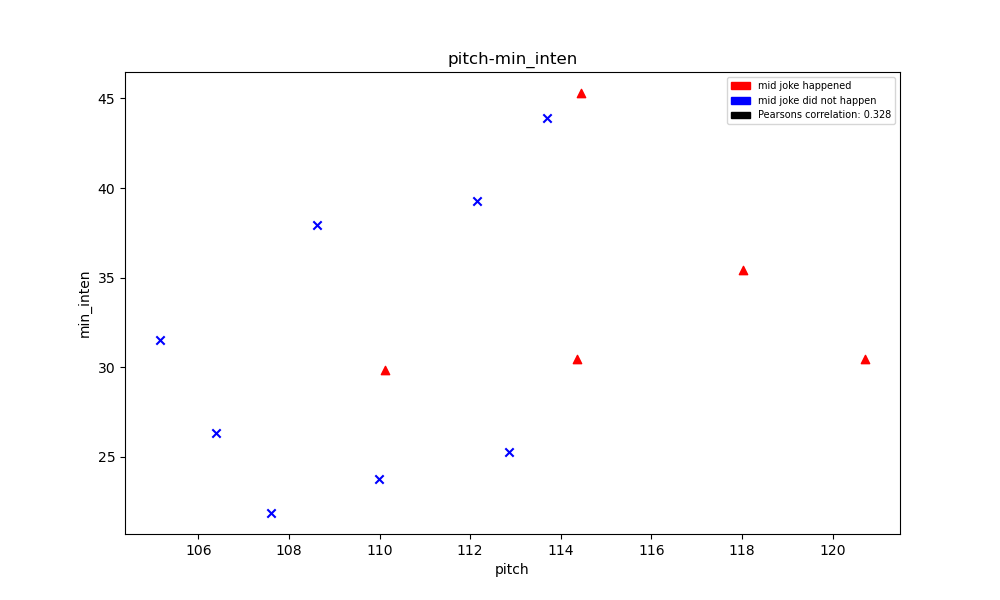 pitch-min_inten
mid joke happened
mid joke did not happen
Pearsons correlation: 0.328
45
40
35
30
25
min_inten
106 108 110 112 114 116 118 120
pitch